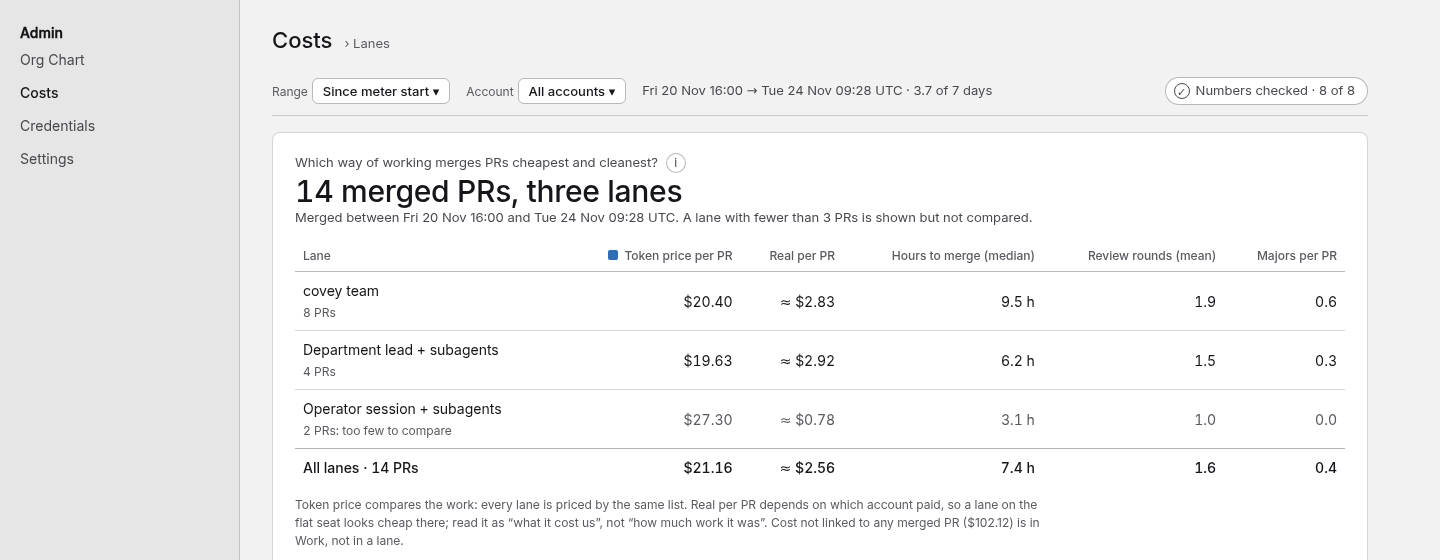 Admin
Org Chart
Costs
Credentials
Settings
Costs › Lanes
Range Since meter start ▾ Account All accounts ▾ Fri 20 Nov 16:00 → Tue 24 Nov 09:28 UTC · 3.7 of 7 days ✓ Numbers checked · 8 of 8
Which way of working merges PRs cheapest and cleanest? i
14 merged PRs, three lanes
Merged between Fri 20 Nov 16:00 and Tue 24 Nov 09:28 UTC. A lane with fewer than 3 PRs is shown but not compared.
Lane Token price per PR Real per PR Hours to merge (median) Review rounds (mean) Majors per PR
covey team
8 PRs
$20.40 ≈ $2.83 9.5 h 1.9 0.6
Department lead + subagents
4 PRs
$19.63 ≈ $2.92 6.2 h 1.5 0.3
Operator session + subagents
2 PRs: too few to compare
$27.30 ≈ $0.78 3.1 h 1.0 0.0
All lanes · 14 PRs $21.16 ≈ $2.56 7.4 h 1.6 0.4
Token price compares the work: every lane is priced by the same list. Real per PR depends on which account paid, so a lane on the
flat seat looks cheap there; read it as “what it cost us”, not “how much work it was”. Cost not linked to any merged PR ($102.12) is in
Work, not in a lane.